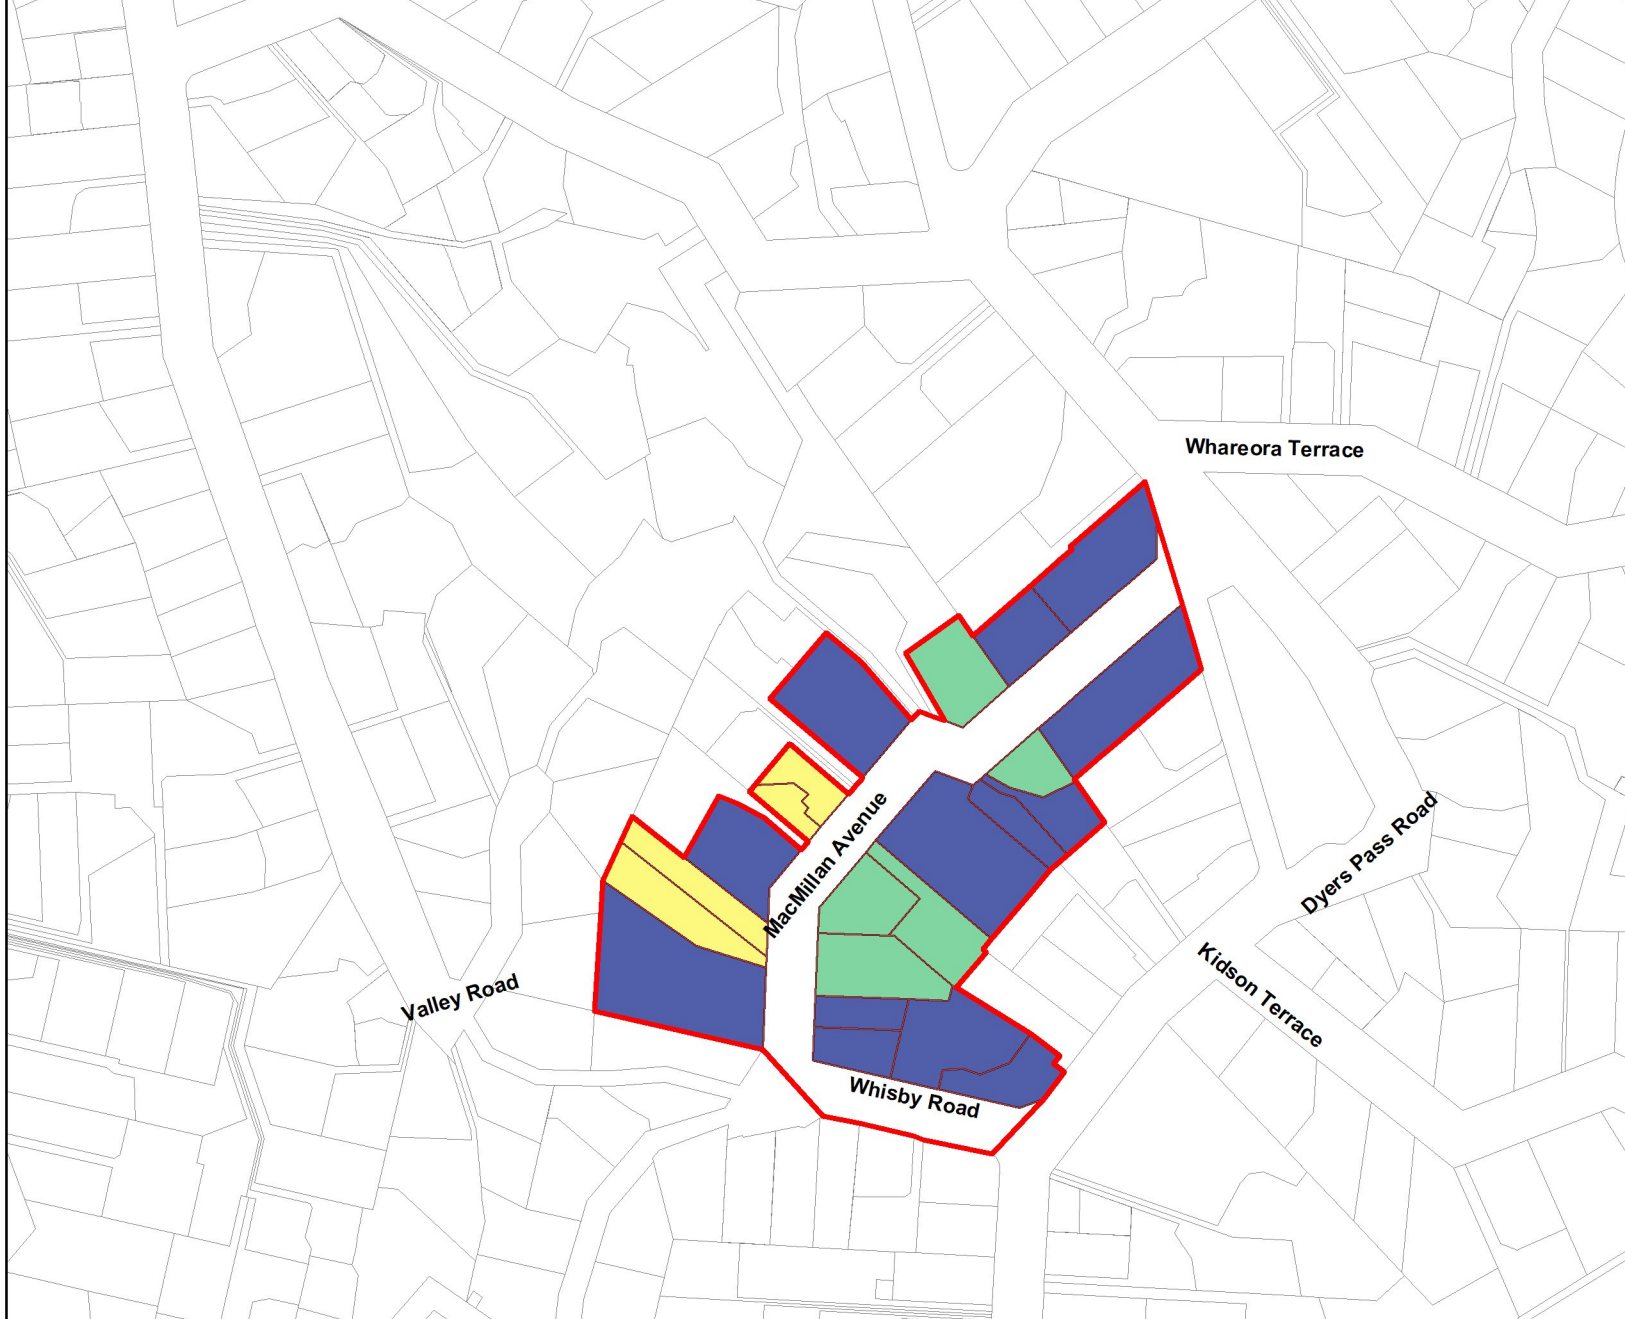 Whareora Terrace
MacMillan Avenue
Dyers Pass Road
Kidson Terrace
Valley Road
Whisby Road